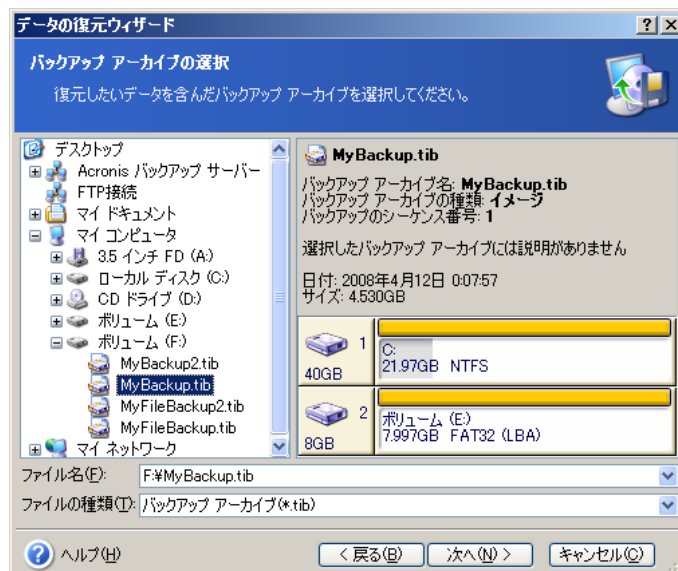 データの復元ウィザード
バックアップ アーカイブの選択
復元したいデータを含んだバックアップ アーカイブを選択してください。
デスクトップ
Acronis バックアップ サーバー
FTP接続
マイ ドキュメント
マイ コンピュータ
3.5 インチ FD (A:)
ローカル ディスク (C:)
CD ドライブ (D:)
ボリューム (E:)
ボリューム (F:)
MyBackup2.tib
MyBackup.tib
MyFileBackup2.tib
MyFileBackup.tib
マイ ネットワーク
MyBackup.tib
バックアップ アーカイブ名: MyBackup.tib
バックアップ アーカイブの種類: イメージ
バックアップのシーケンス番号: 1
選択したバックアップ アーカイブには説明がありません
日付: 2008年4月12日 0:07:57
サイズ: 4.530GB
1
40GB
C:
21.97GB NTFS
2
8GB
ボリューム (E:)
7.997GB FAT32 (LBA)
ファイル名(F): F:¥MyBackup.tib
ファイルの種類(T): バックアップ アーカイブ(*.tib)
ヘルプ(H)
< 戻る(B)
次へ(N) >
キャンセル(C)